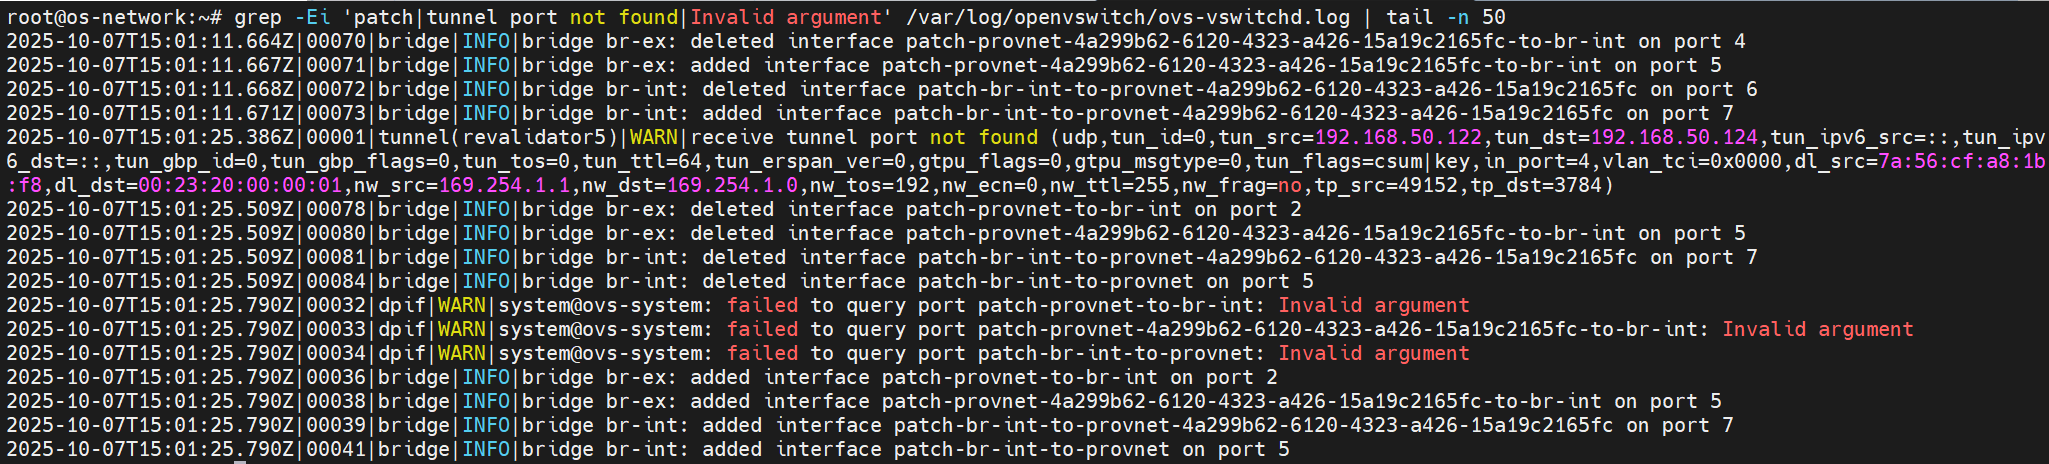 root@os-network:~# grep -Ei 'patch|tunnel port not found|Invalid argument' /var/log/openvswitch/ovs-vswitchd.log | tail -n 50
2025-10-07T15:01:11.664Z|00070|bridge|INFO|bridge br-ex: deleted interface patch-provnet-4a299b62-6120-4323-a426-15a19c2165fc-to-br-int on port 4
2025-10-07T15:01:11.667Z|00071|bridge|INFO|bridge br-ex: added interface patch-provnet-4a299b62-6120-4323-a426-15a19c2165fc-to-br-int on port 5
2025-10-07T15:01:11.668Z|00072|bridge|INFO|bridge br-int: deleted interface patch-br-int-to-provnet-4a299b62-6120-4323-a426-15a19c2165fc on port 6
2025-10-07T15:01:11.671Z|00073|bridge|INFO|bridge br-int: added interface patch-br-int-to-provnet-4a299b62-6120-4323-a426-15a19c2165fc on port 7
2025-10-07T15:01:25.386Z|00001|tunnel(revalidator5)|WARN|receive tunnel port not found (udp,tun_id=0,tun_src=192.168.50.122,tun_dst=192.168.50.124,tun_ipv6_src=::,tun_ipv
6_dst=::,tun_gbp_id=0,tun_gbp_flags=0,tun_tos=0,tun_ttl=64,tun_erspan_ver=0,gtpu_flags=0,gtpu_msgtype=0,tun_flags=csum|key,in_port=4,vlan_tci=0x0000,dl_src=7a:56:cf:a8:1b
:f8,dl_dst=00:23:20:00:00:01,nw_src=169.254.1.1,nw_dst=169.254.1.0,nw_tos=192,nw_ecn=0,nw_ttl=255,nw_frag=no,tp_src=49152,tp_dst=3784)
2025-10-07T15:01:25.509Z|00078|bridge|INFO|bridge br-ex: deleted interface patch-provnet-to-br-int on port 2
2025-10-07T15:01:25.509Z|00080|bridge|INFO|bridge br-ex: deleted interface patch-provnet-4a299b62-6120-4323-a426-15a19c2165fc-to-br-int on port 5
2025-10-07T15:01:25.509Z|00081|bridge|INFO|bridge br-int: deleted interface patch-br-int-to-provnet-4a299b62-6120-4323-a426-15a19c2165fc on port 7
2025-10-07T15:01:25.509Z|00084|bridge|INFO|bridge br-int: deleted interface patch-br-int-to-provnet on port 5
2025-10-07T15:01:25.790Z|00032|dpif|WARN|system@ovs-system: failed to query port patch-provnet-to-br-int: Invalid argument
2025-10-07T15:01:25.790Z|00033|dpif|WARN|system@ovs-system: failed to query port patch-provnet-4a299b62-6120-4323-a426-15a19c2165fc-to-br-int: Invalid argument
2025-10-07T15:01:25.790Z|00034|dpif|WARN|system@ovs-system: failed to query port patch-br-int-to-provnet: Invalid argument
2025-10-07T15:01:25.790Z|00036|bridge|INFO|bridge br-ex: added interface patch-provnet-to-br-int on port 2
2025-10-07T15:01:25.790Z|00038|bridge|INFO|bridge br-ex: added interface patch-provnet-4a299b62-6120-4323-a426-15a19c2165fc-to-br-int on port 5
2025-10-07T15:01:25.790Z|00039|bridge|INFO|bridge br-int: added interface patch-br-int-to-provnet-4a299b62-6120-4323-a426-15a19c2165fc on port 7
2025-10-07T15:01:25.790Z|00041|bridge|INFO|bridge br-int: added interface patch-br-int-to-provnet on port 5